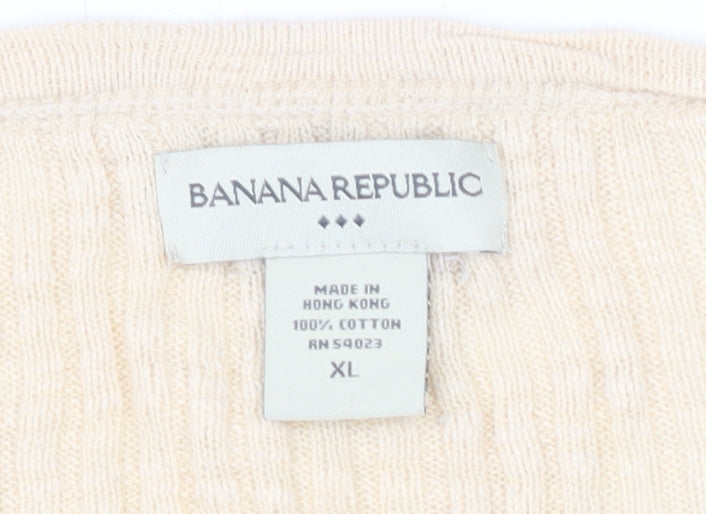 BANANA REPUBLIC
MADE IN
HONG KONG
100% COTTON
RN 54023
XL